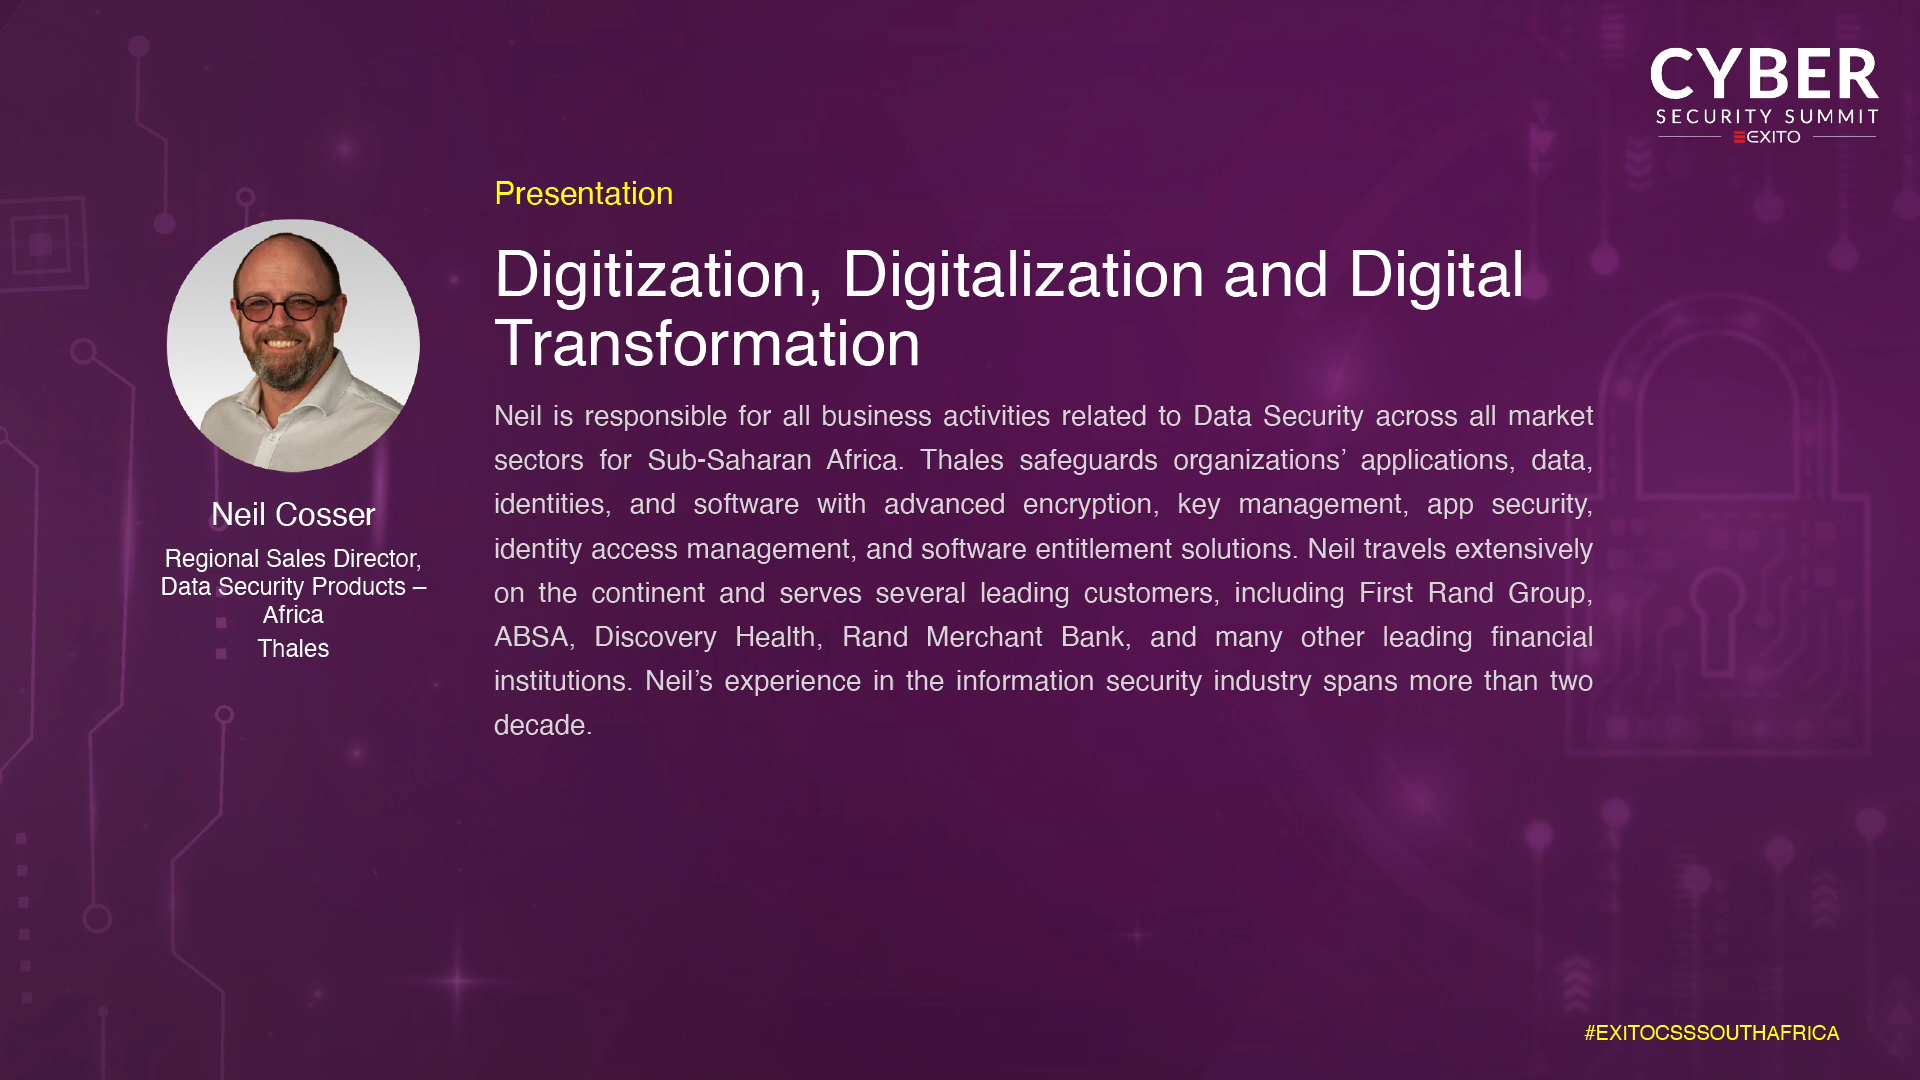 CYBER
SECURITY SUMMIT
EXITO
Presentation
Digitization, Digitalization and Digital
Transformation
Neil is responsible for all business activities related to Data Security across all market
sectors for Sub-Saharan Africa. Thales safeguards organizations’ applications, data,
identities, and software with advanced encryption, key management, app security,
identity access management, and software entitlement solutions. Neil travels extensively
on the continent and serves several leading customers, including First Rand Group,
ABSA, Discovery Health, Rand Merchant Bank, and many other leading financial
institutions. Neil’s experience in the information security industry spans more than two
decade.
Neil Cosser
Regional Sales Director,
Data Security Products –
Africa
Thales
#EXITOCSSSOUTHAFRICA